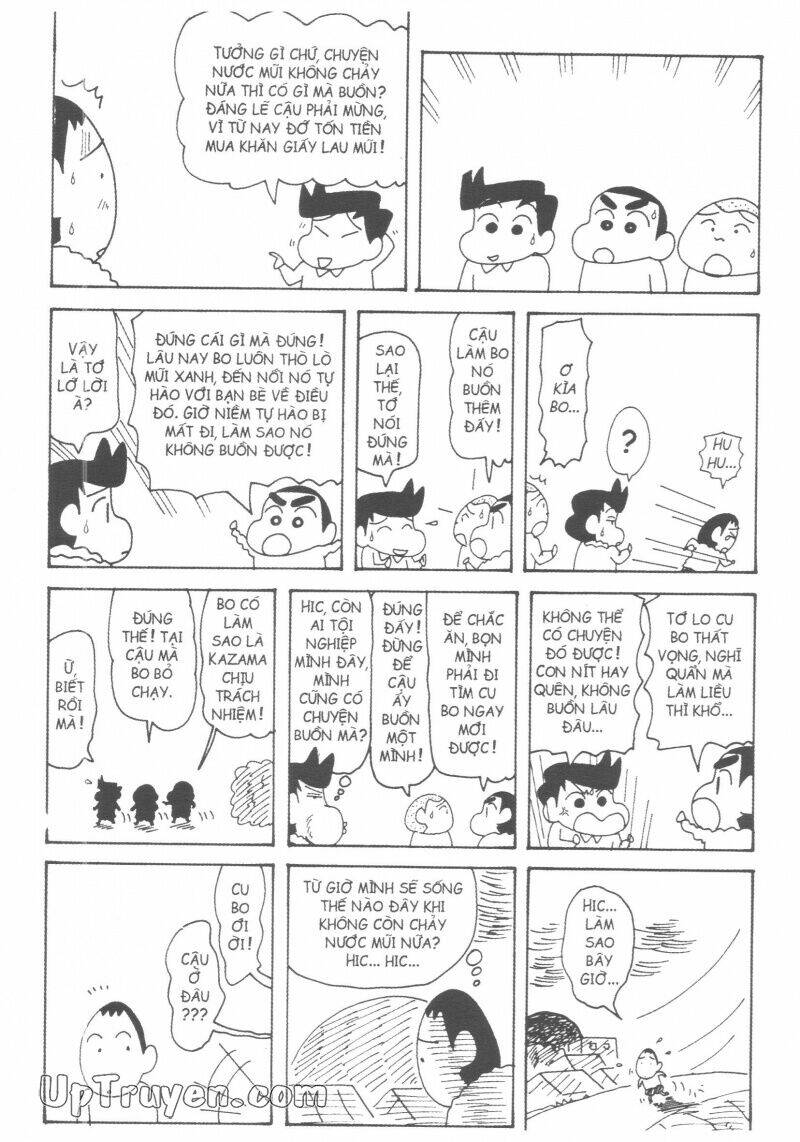 TƯỞNG GÌ CHỨ, CHUYỆN
NƯỚC MŨI KHÔNG CHẢY
NỮA THÌ CÓ GÌ MÀ BUỒN?
ĐÁNG LẼ CẬU PHẢI MỪNG,
VÌ TỪ NAY ĐỠ TỐN TIỀN
MUA KHĂN GIẤY LAU MŨI!
HU
HU...
?
Ơ
KÌA
BO...
CẬU
LÀM BO
NÓ
BUỒN
THÊM
ĐẤY!
SAO
LẠI
THẾ,
TỚ
NÓI
ĐÚNG
MÀ!
ĐÚNG CÁI GÌ MÀ ĐÚNG!
LÂU NAY BO LUÔN THÒ LÒ
MŨI XANH, ĐẾN NỖI NÓ TỰ
HÀO VỚI BẠN BÈ VỀ ĐIỀU
ĐÓ. GIỜ NIỀM TỰ HÀO BỊ
MẤT ĐI, LÀM SAO NÓ
KHÔNG BUỒN ĐƯỢC!
VẬY
LÀ TỚ
LỠ LỜI
À?
TỚ LO CU
BO THẤT
VỌNG, NGHĨ
QUẨN MÀ
LÀM LIỀU
THÌ KHỔ...
KHÔNG THỂ
CÓ CHUYỆN
ĐÓ ĐƯỢC!
CON NÍT HAY
QUÊN, KHÔNG
BUỒN LÂU
ĐÂU...
ĐỂ CHẮC
ĂN, BỌN
MÌNH
PHẢI ĐI
TÌM CU
BO NGAY
MỚI
ĐƯỢC!
ĐÚNG
ĐẤY!
ĐỪNG
ĐỂ
CẬU
ẤY
BUỒN
MỘT
MÌNH!
HIC, CÒN
AI TỘI
NGHIỆP
MÌNH ĐÂY,
MÌNH
CŨNG CÓ
CHUYỆN
BUỒN MÀ?
BO CÓ
LÀM
SAO LÀ
KAZAMA
CHỊU
TRÁCH
NHIỆM!
ĐÚNG
THẾ! TẠI
CẬU MÀ
BO BỎ
CHẠY.
Ừ,
BIẾT
RỒI
MÀ!
HIC...
LÀM
SAO
BÂY
GIỜ...
TỪ GIỜ MÌNH SẼ SỐNG
THẾ NÀO ĐÂY KHI
KHÔNG CÒN CHẢY
NƯỚC MŨI NỮA?
HIC... HIC...
CU
BO
ƠI
ỜI!
CẬU
Ở
ĐÂU
???
UpTruyen.com